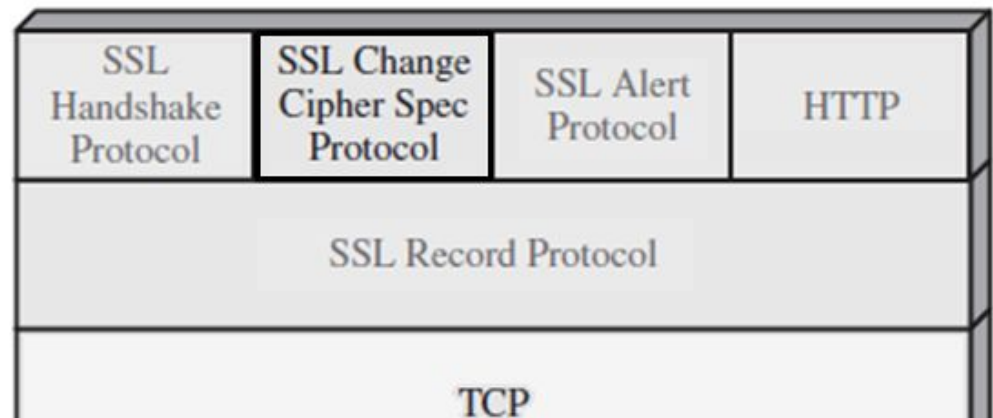 SSL
Handshake
Protocol
SSL Change
Cipher Spec
Protocol
SSL Alert
Protocol
HTTP
SSL Record Protocol
TCP